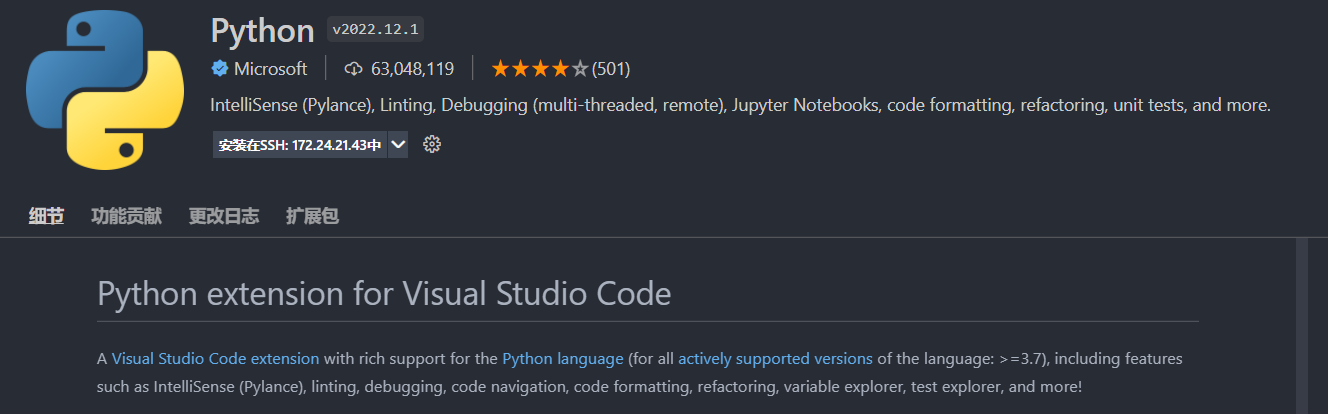 Python v2022.12.1
Microsoft 63,048,119 (501)
IntelliSense (Pylance), Linting, Debugging (multi-threaded, remote), Jupyter Notebooks, code formatting, refactoring, unit tests, and more.
安装在SSH: 172.24.21.43中
细节 功能贡献 更改日志 扩展包
Python extension for Visual Studio Code
A Visual Studio Code extension with rich support for the Python language (for all actively supported versions of the language: >=3.7), including features
such as IntelliSense (Pylance), linting, debugging, code navigation, code formatting, refactoring, variable explorer, test explorer, and more!